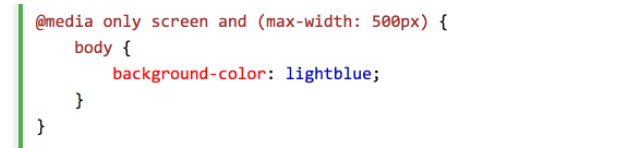 @media only screen and (max-width: 500px) {
    body {
        background-color: lightblue;
    }
}